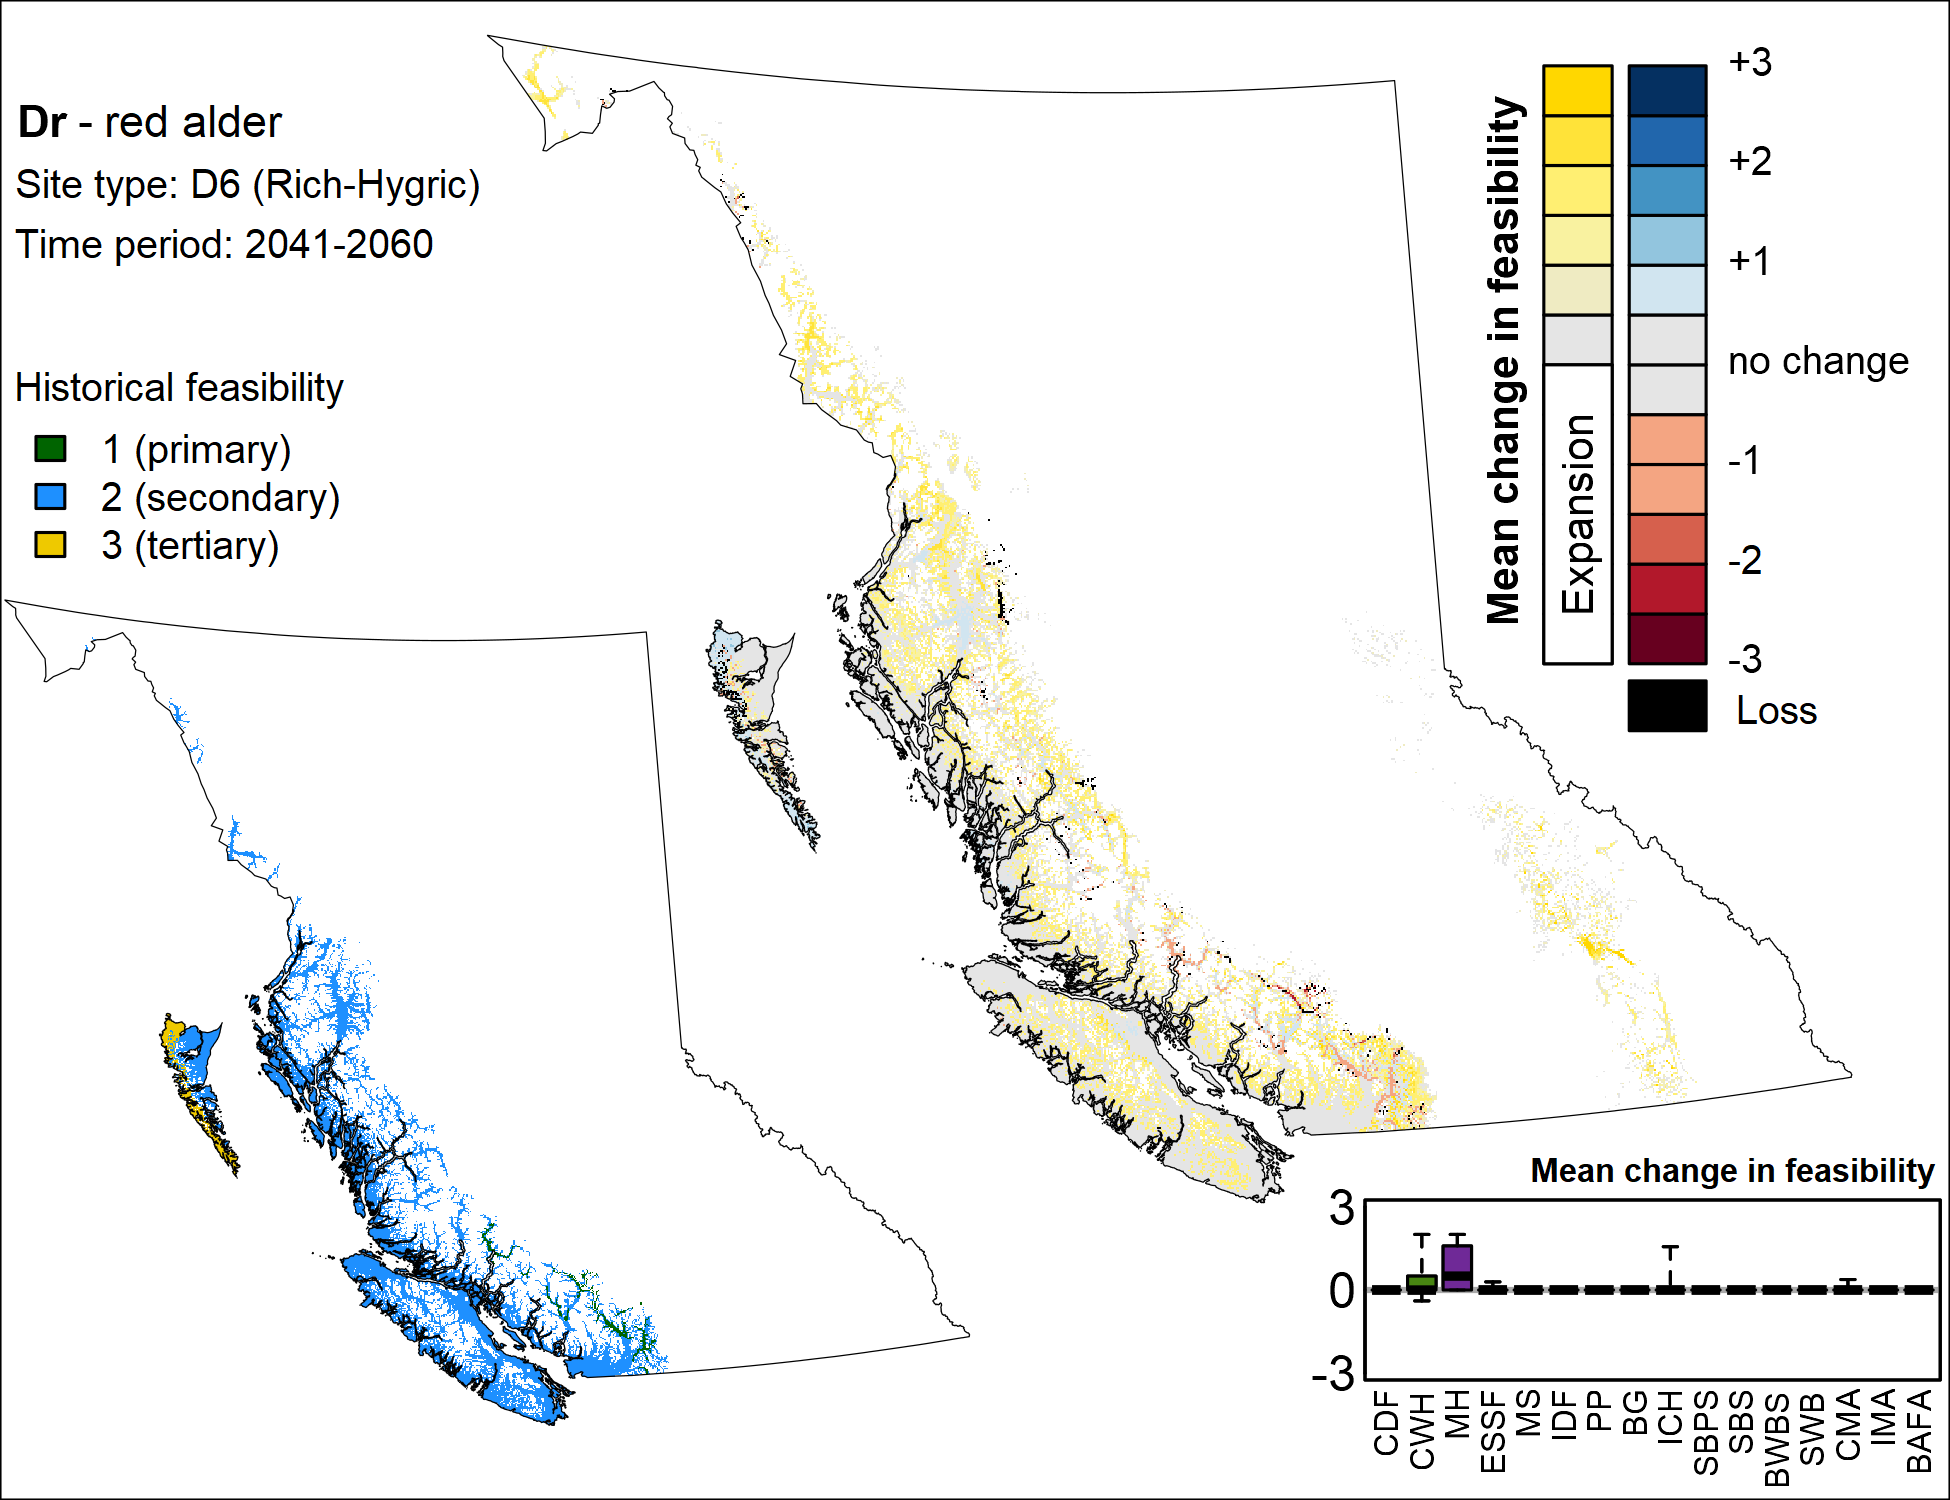 Dr - red alder
Site type: D6 (Rich-Hygric)
Time period: 2041-2060
Historical feasibility
1 (primary)
2 (secondary)
3 (tertiary)
Mean change in feasibility
Expansion
+3
+2
+1
no change
-1
-2
-3
Loss
Mean change in feasibility
3
0
-3
CDF
CWH
MH
ESSF
MS
IDF
PP
BG
ICH
SBPS
SBS
BWBS
SWB
CMA
IMA
BAFA